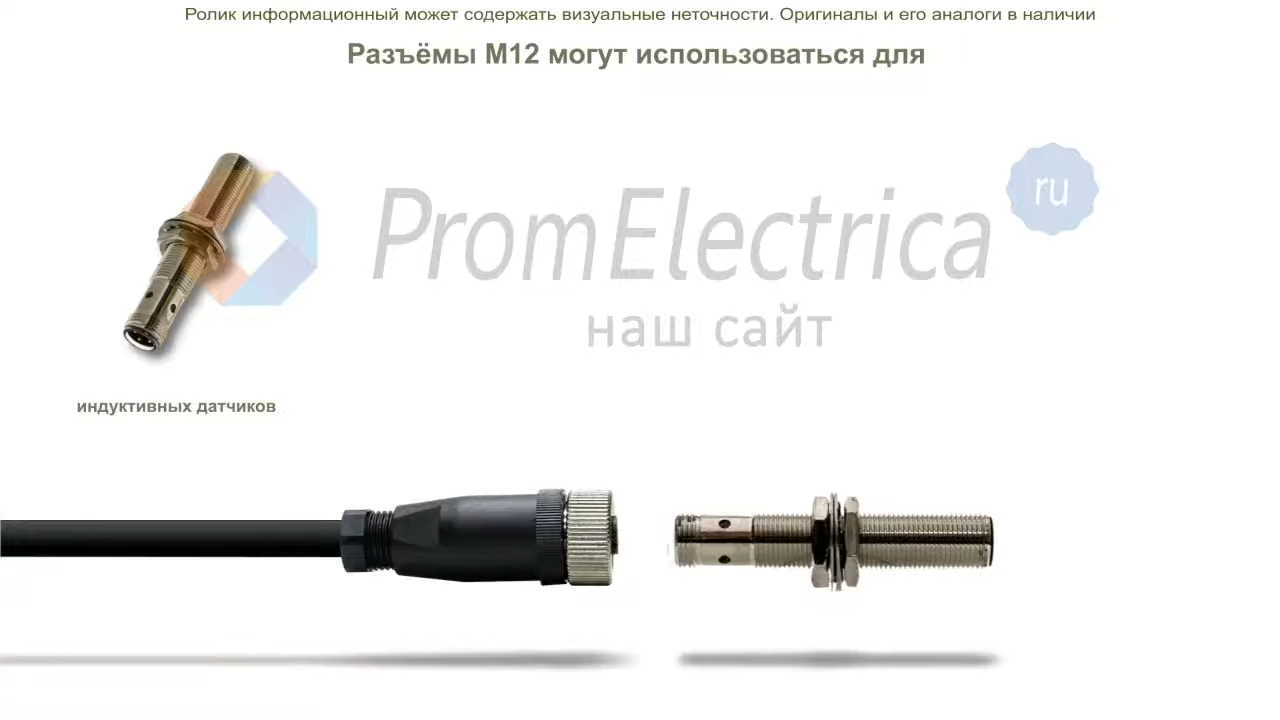 Ролик информационный может содержать визуальные неточности. Оригиналы и его аналоги в наличии
Разъёмы M12 могут использоваться для
PromElectrica ru
наш сайт
индуктивных датчиков